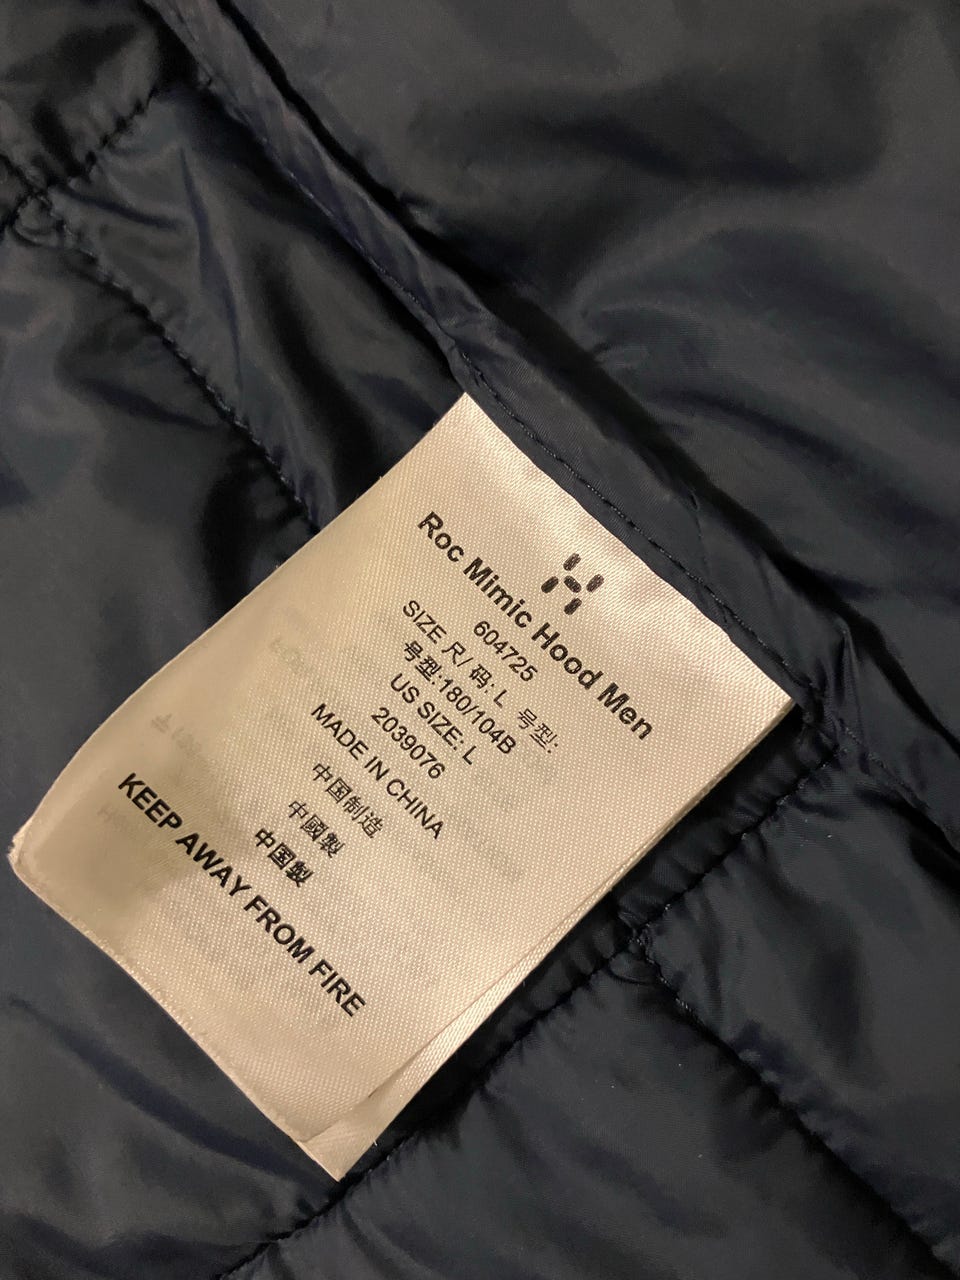 Roc Mimic Hood Men
604725
SIZE 尺/ 码: L 号型:
号型:180/104B
US SIZE: L
2039076
MADE IN CHINA
中国制造
中國製
中国製
KEEP AWAY FROM FIRE